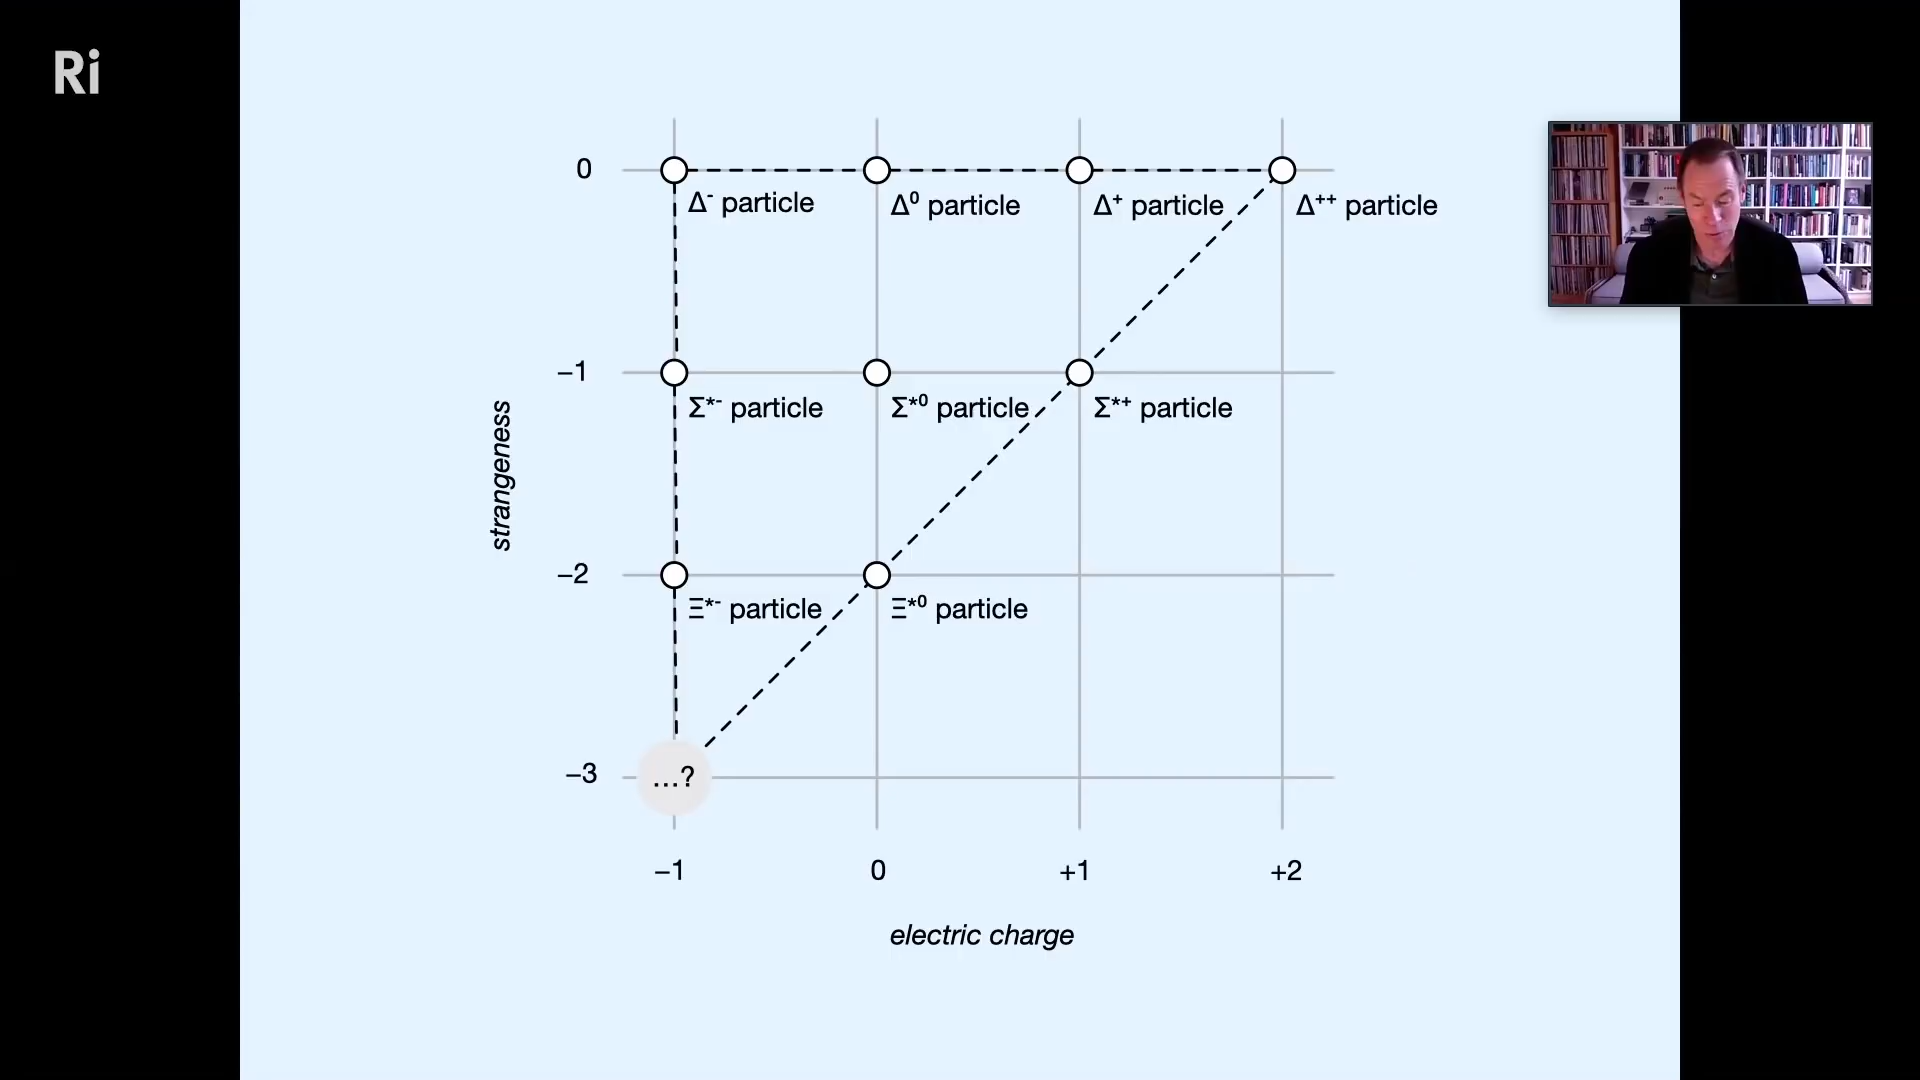 Ri
0
Δ⁻ particle
Δ⁰ particle
Δ⁺ particle
Δ⁺⁺ particle
–1
Σ*⁻ particle
Σ*⁰ particle
Σ*⁺ particle
strangeness
–2
Ξ*⁻ particle
Ξ*⁰ particle
–3
...?
–1
0
+1
+2
electric charge